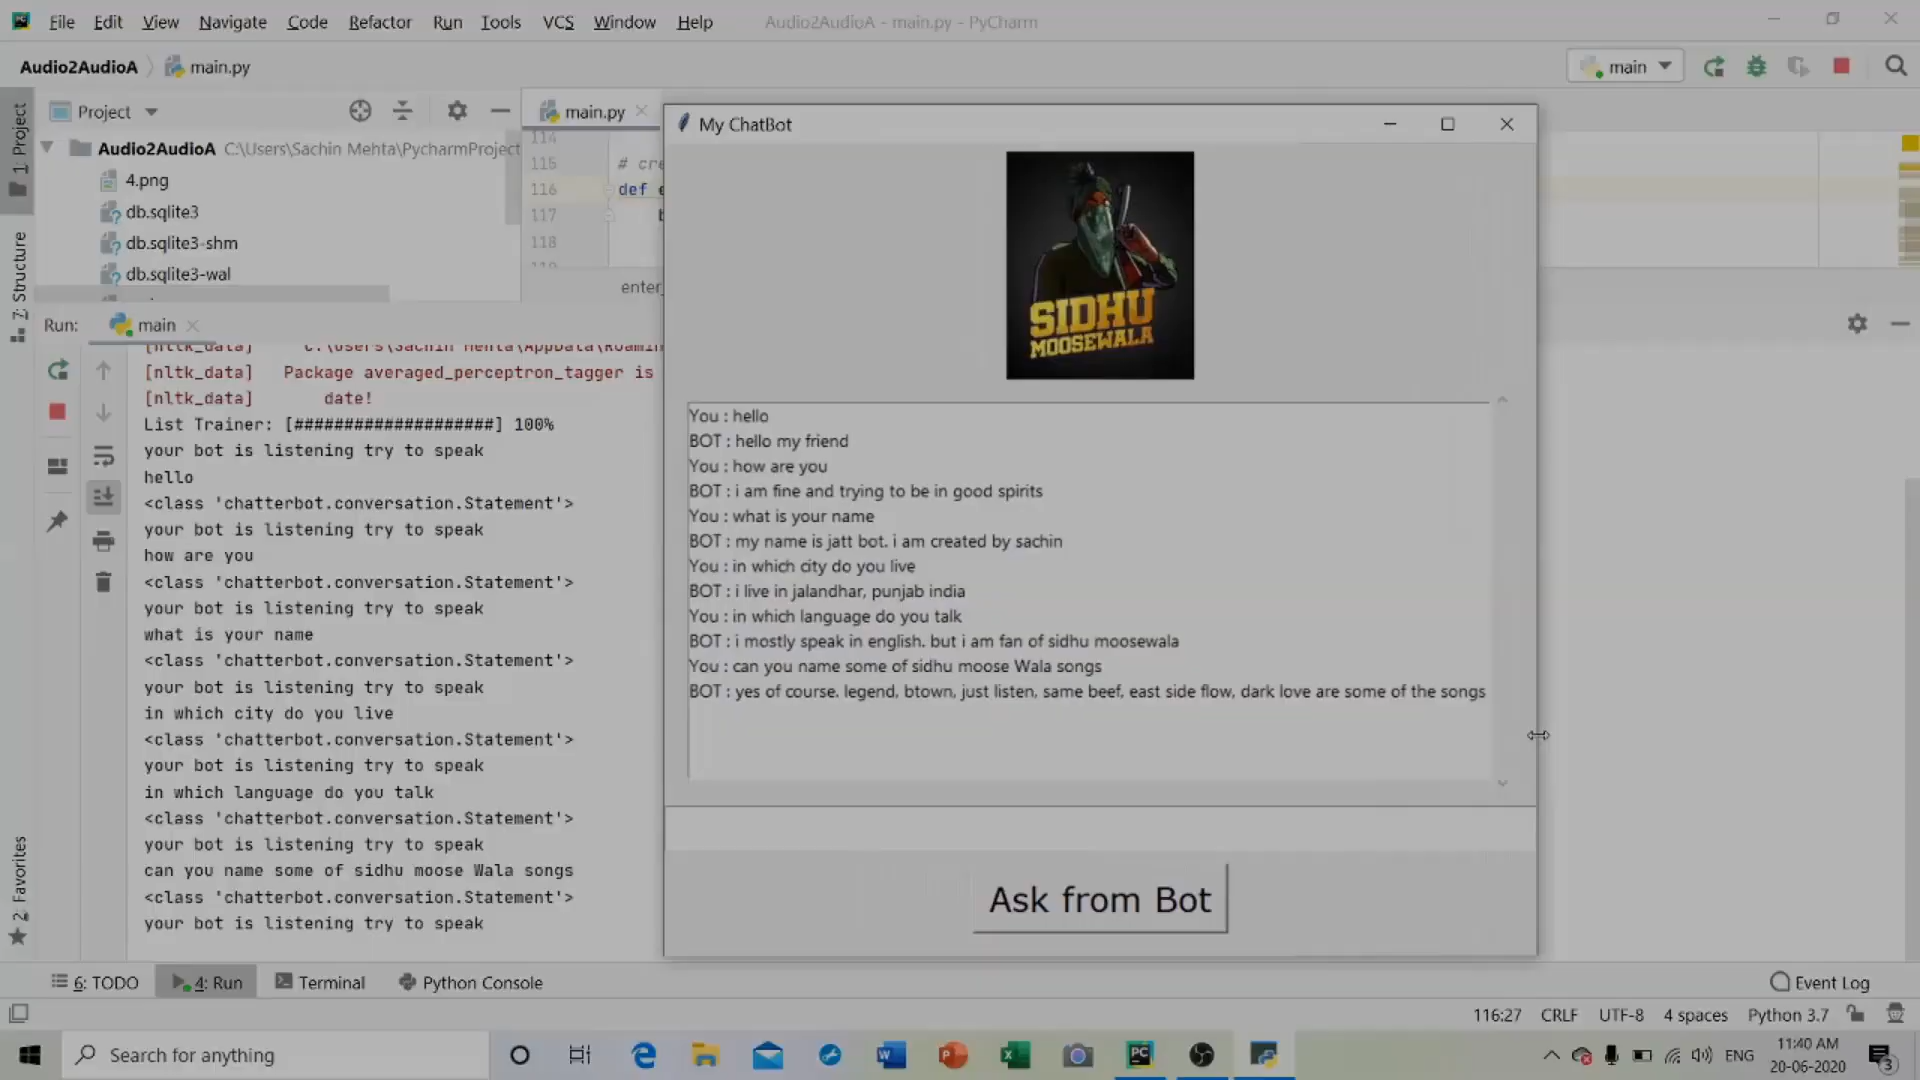 File Edit View Navigate Code Refactor Run Tools VCS Window Help Audio2AudioA - main.py - PyCharm
Audio2AudioA main.py
main
1: Project
Project
main.py
Audio2AudioA C:\Users\Sachin Mehta\PycharmProject
4.png
db.sqlite3
db.sqlite3-shm
db.sqlite3-wal
7: Structure
114
115 # cre
116 def e
117 b
118
enter_
Run: main
[nltk_data] C:\Users\Sachin Mehta\AppData\Roamin
[nltk_data] Package averaged_perceptron_tagger is
[nltk_data] date!
List Trainer: [####################] 100%
your bot is listening try to speak
hello
<class 'chatterbot.conversation.Statement'>
your bot is listening try to speak
how are you
<class 'chatterbot.conversation.Statement'>
your bot is listening try to speak
what is your name
<class 'chatterbot.conversation.Statement'>
your bot is listening try to speak
in which city do you live
<class 'chatterbot.conversation.Statement'>
your bot is listening try to speak
in which language do you talk
<class 'chatterbot.conversation.Statement'>
your bot is listening try to speak
can you name some of sidhu moose Wala songs
<class 'chatterbot.conversation.Statement'>
your bot is listening try to speak
2: Favorites
My ChatBot
SIDHU
MOOSEWALA
You : hello
BOT : hello my friend
You : how are you
BOT : i am fine and trying to be in good spirits
You : what is your name
BOT : my name is jatt bot. i am created by sachin
You : in which city do you live
BOT : i live in jalandhar, punjab india
You : in which language do you talk
BOT : i mostly speak in english. but i am fan of sidhu moosewala
You : can you name some of sidhu moose Wala songs
BOT : yes of course. legend, btown, just listen, same beef, east side flow, dark love are some of the songs
Ask from Bot
6: TODO 4: Run Terminal Python Console Event Log
116:27 CRLF UTF-8 4 spaces Python 3.7
Search for anything
ENG
11:40 AM
20-06-2020
3